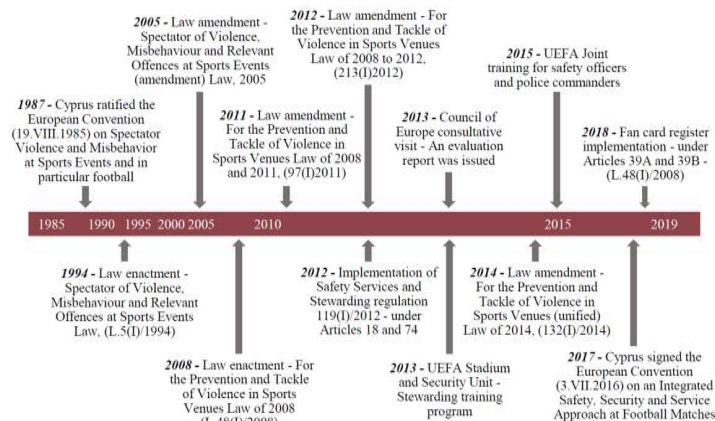 2005 - Law amendment -
Spectator of Violence,
Misbehaviour and Relevant
Offences at Sports Events
(amendment) Law, 2005
2012 - Law amendment - For
the Prevention and Tackle of
Violence in Sports Venues
Law of 2008 to 2012,
(213(I)2012)
2015 - UEFA Joint
training for safety officers
and police commanders
1987 - Cyprus ratified the
European Convention
(19.VIII.1985) on Spectator
Violence and Misbehavior
at Sports Events and in
particular football
2011 - Law amendment -
For the Prevention and
Tackle of Violence in
Sports Venues Law of 2008
and 2011, (97(I)2011)
2013 - Council of
Europe consultative
visit - An evaluation
report was issued
2018 - Fan card register
implementation - under
Articles 39A and 39B -
(L.48(I)/2008)
1985 1990 1995 2000 2005 2010 2015 2019
1994 - Law enactment -
Spectator of Violence,
Misbehaviour and Relevant
Offences at Sports Events
Law, (L.5(I)/1994)
2012 - Implementation of
Safety Services and
Stewarding regulation
119(I)/2012 - under
Articles 18 and 74
2014 - Law amendment -
For the Prevention and
Tackle of Violence in
Sports Venues (unified)
Law of 2014, (132(I)/2014)
2008 - Law enactment - For
the Prevention and Tackle
of Violence in Sports
Venues Law of 2008
(L.48(I)/2008)
2013 - UEFA Stadium
and Security Unit -
Stewarding training
program
2017 - Cyprus signed the
European Convention
(3.VII.2016) on an Integrated
Safety, Security and Service
Approach at Football Matches